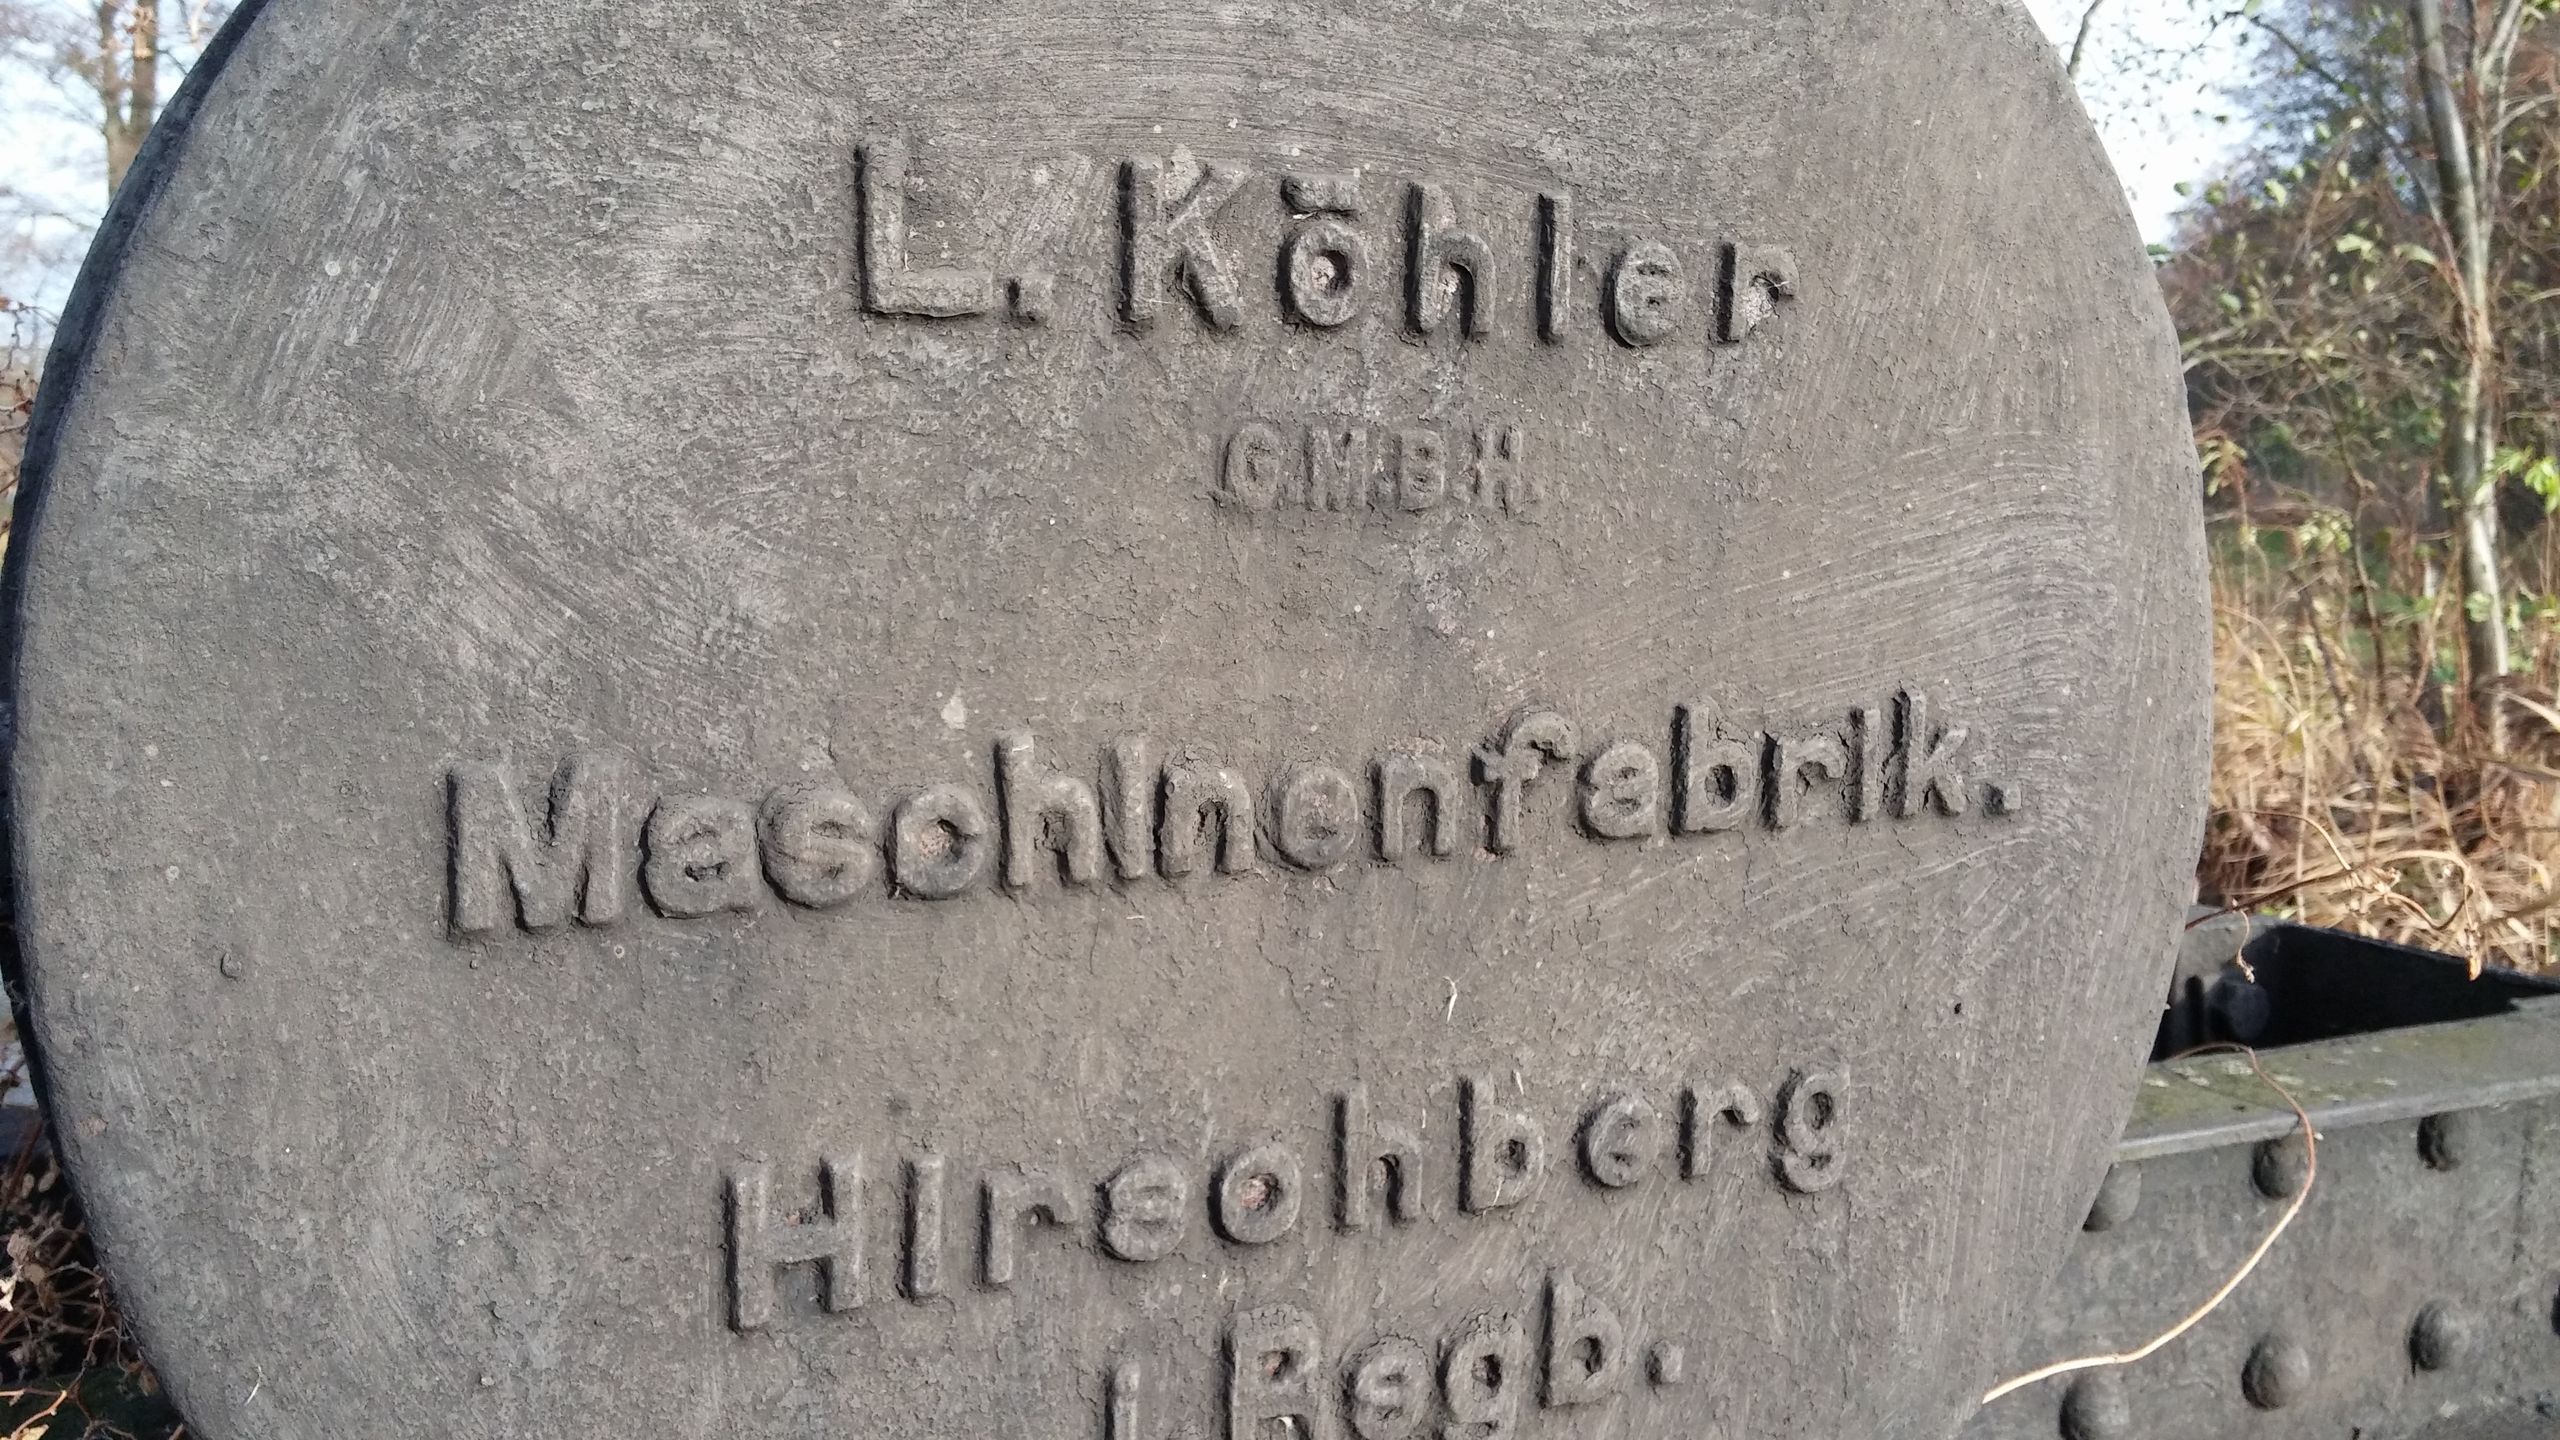 L. Köhler
G.M.B.H.
Maschinenfabrik.
Hirschberg
i. Rsgb.